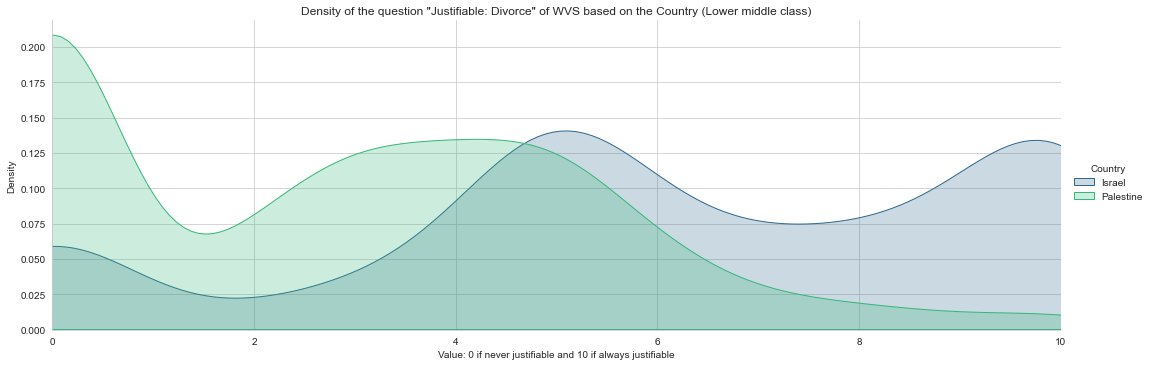 Density of the question "Justifiable: Divorce" of WVS based on the Country (Lower middle class)
0.200
0.175
0.150
0.125
0.100
0.075
0.050
0.025
0.000
Density
0 2 4 6 8 10
Value: 0 if never justifiable and 10 if always justifiable
Country
Israel
Palestine